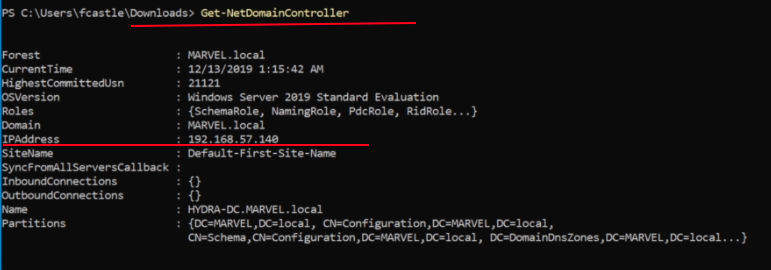 PS C:\Users\fcastle\Downloads> Get-NetDomainController
Forest : MARVEL.local
CurrentTime : 12/13/2019 1:15:42 AM
HighestCommittedUsn : 21121
OSVersion : Windows Server 2019 Standard Evaluation
Roles : {SchemaRole, NamingRole, PdcRole, RidRole...}
Domain : MARVEL.local
IPAddress : 192.168.57.140
SiteName : Default-First-Site-Name
SyncFromAllServersCallback :
InboundConnections : {}
OutboundConnections : {}
Name : HYDRA-DC.MARVEL.local
Partitions : {DC=MARVEL,DC=local, CN=Configuration,DC=MARVEL,DC=local,
CN=Schema,CN=Configuration,DC=MARVEL,DC=local, DC=DomainDnsZones,DC=MARVEL,DC=local...}